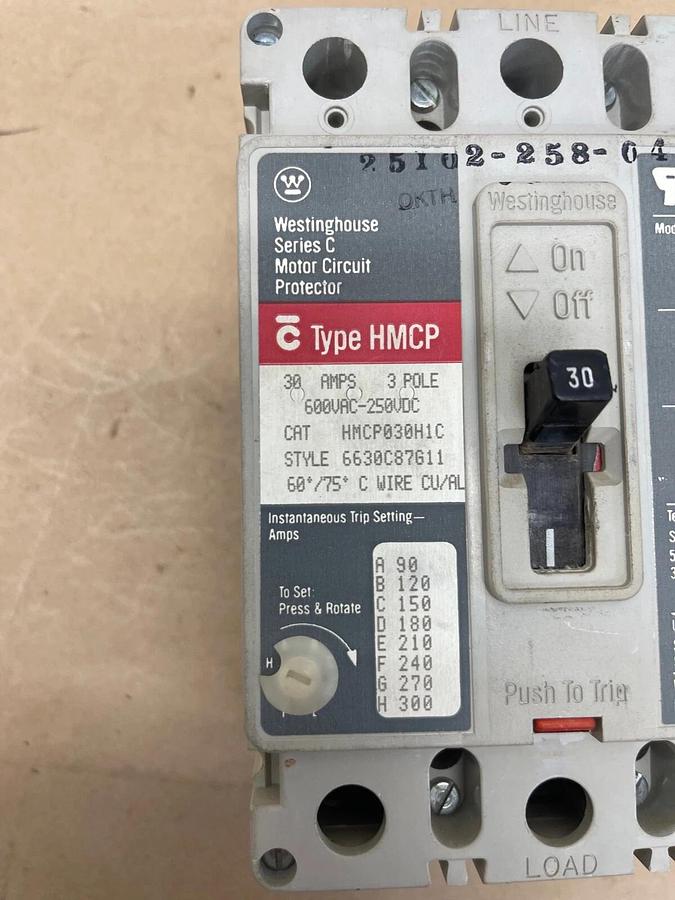 LINE
25102-258-04
OKTH
Westinghouse
Series C
Motor Circuit
Protector
Westinghouse
On
Off
30
C Type HMCP
30 AMPS 3 POLE
600VAC-250VDC
CAT HMCP030H1C
STYLE 6630C87G11
60°/75° C WIRE CU/AL
Instantaneous Trip Setting—
Amps
To Set:
Press & Rotate
H
A 90
B 120
C 150
D 180
E 210
F 240
G 270
H 300
Push To Trip
LOAD